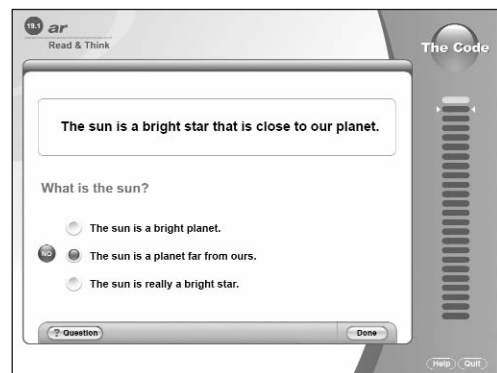 19.1 ar
Read & Think
The Code
The sun is a bright star that is close to our planet.
What is the sun?
The sun is a bright planet.
NO The sun is a planet far from ours.
The sun is really a bright star.
? Question Done
Help Quit